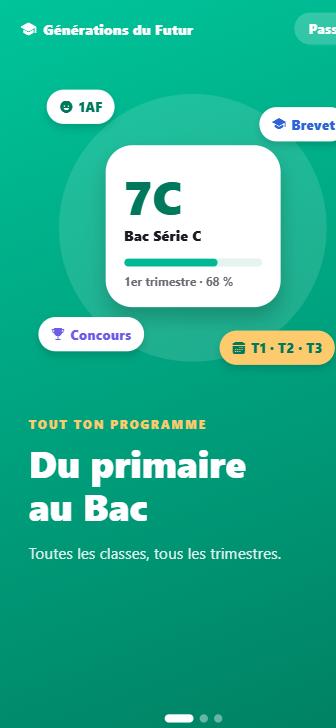 Générations du Futur
Pass
1AF
Brevet
7C
Bac Série C
1er trimestre · 68 %
Concours
T1 · T2 · T3
TOUT TON PROGRAMME
Du primaire
au Bac
Toutes les classes, tous les trimestres.